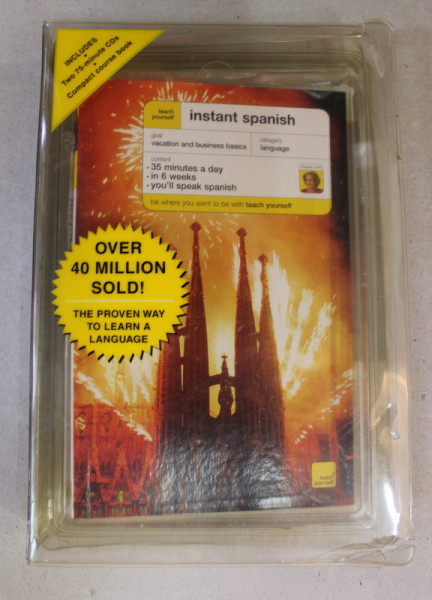 INCLUDES
•
Two 75-minute CDs
•
Compact course book
teach
yourself
instant spanish
goal
vacation and business basics
category
language
content
• 35 minutes a day
• in 6 weeks
• you'll speak spanish
be where you want to be with teach yourself
OVER
40 MILLION
SOLD!
THE PROVEN WAY
TO LEARN A
LANGUAGE
teach
yourself